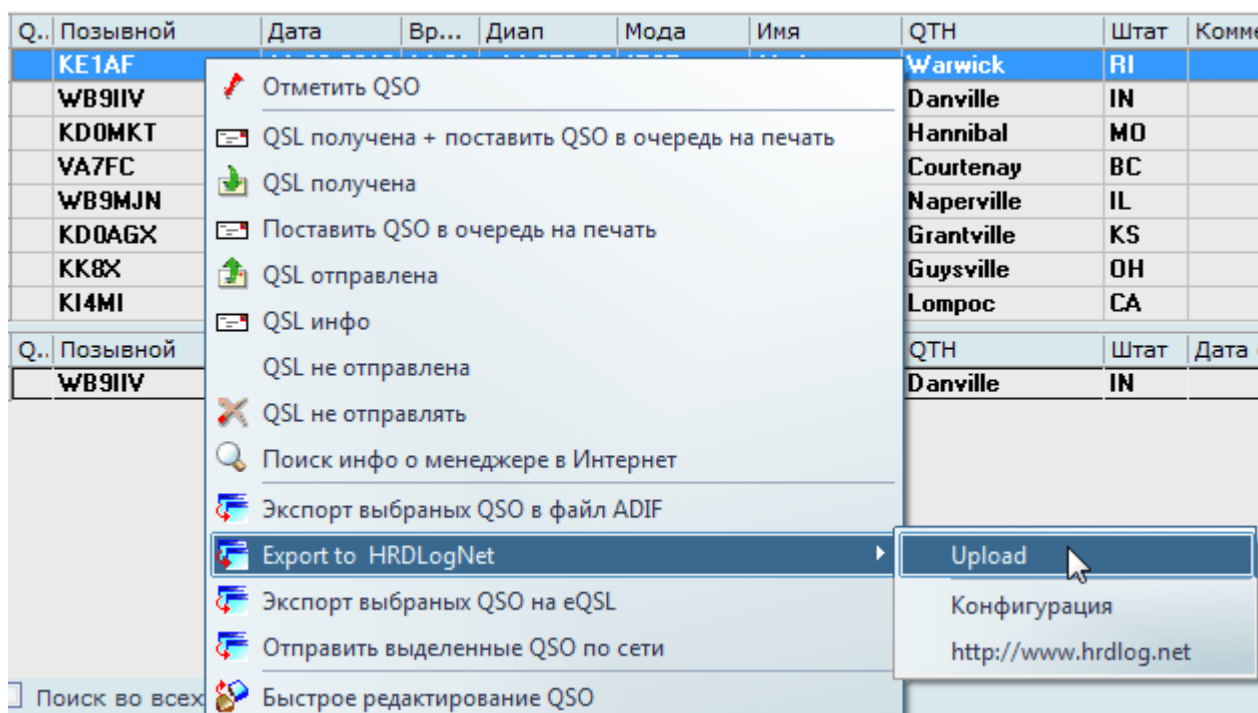 Q.. Позывной Дата Вр... Диап Мода Имя QTH Штат
KE1AF Warwick RI
WB9IIV Danville IN
KD0MKT Hannibal MO
VA7FC Courtenay BC
WB9MJN Naperville IL
KD0AGX Grantville KS
KK8X Guysville OH
KI4MI Lompoc CA
Q.. Позывной QTH Штат Дата
WB9IIV Danville IN
Отметить QSO
QSL получена + поставить QSO в очередь на печать
QSL получена
Поставить QSO в очередь на печать
QSL отправлена
QSL инфо
QSL не отправлена
QSL не отправлять
Поиск инфо о менеджере в Интернет
Экспорт выбраных QSO в файл ADIF
Export to HRDLogNet
Экспорт выбраных QSO на eQSL
Отправить выделенные QSO по сети
Быстрое редактирование QSO
Upload
Конфигурация
http://www.hrdlog.net
Поиск во всех